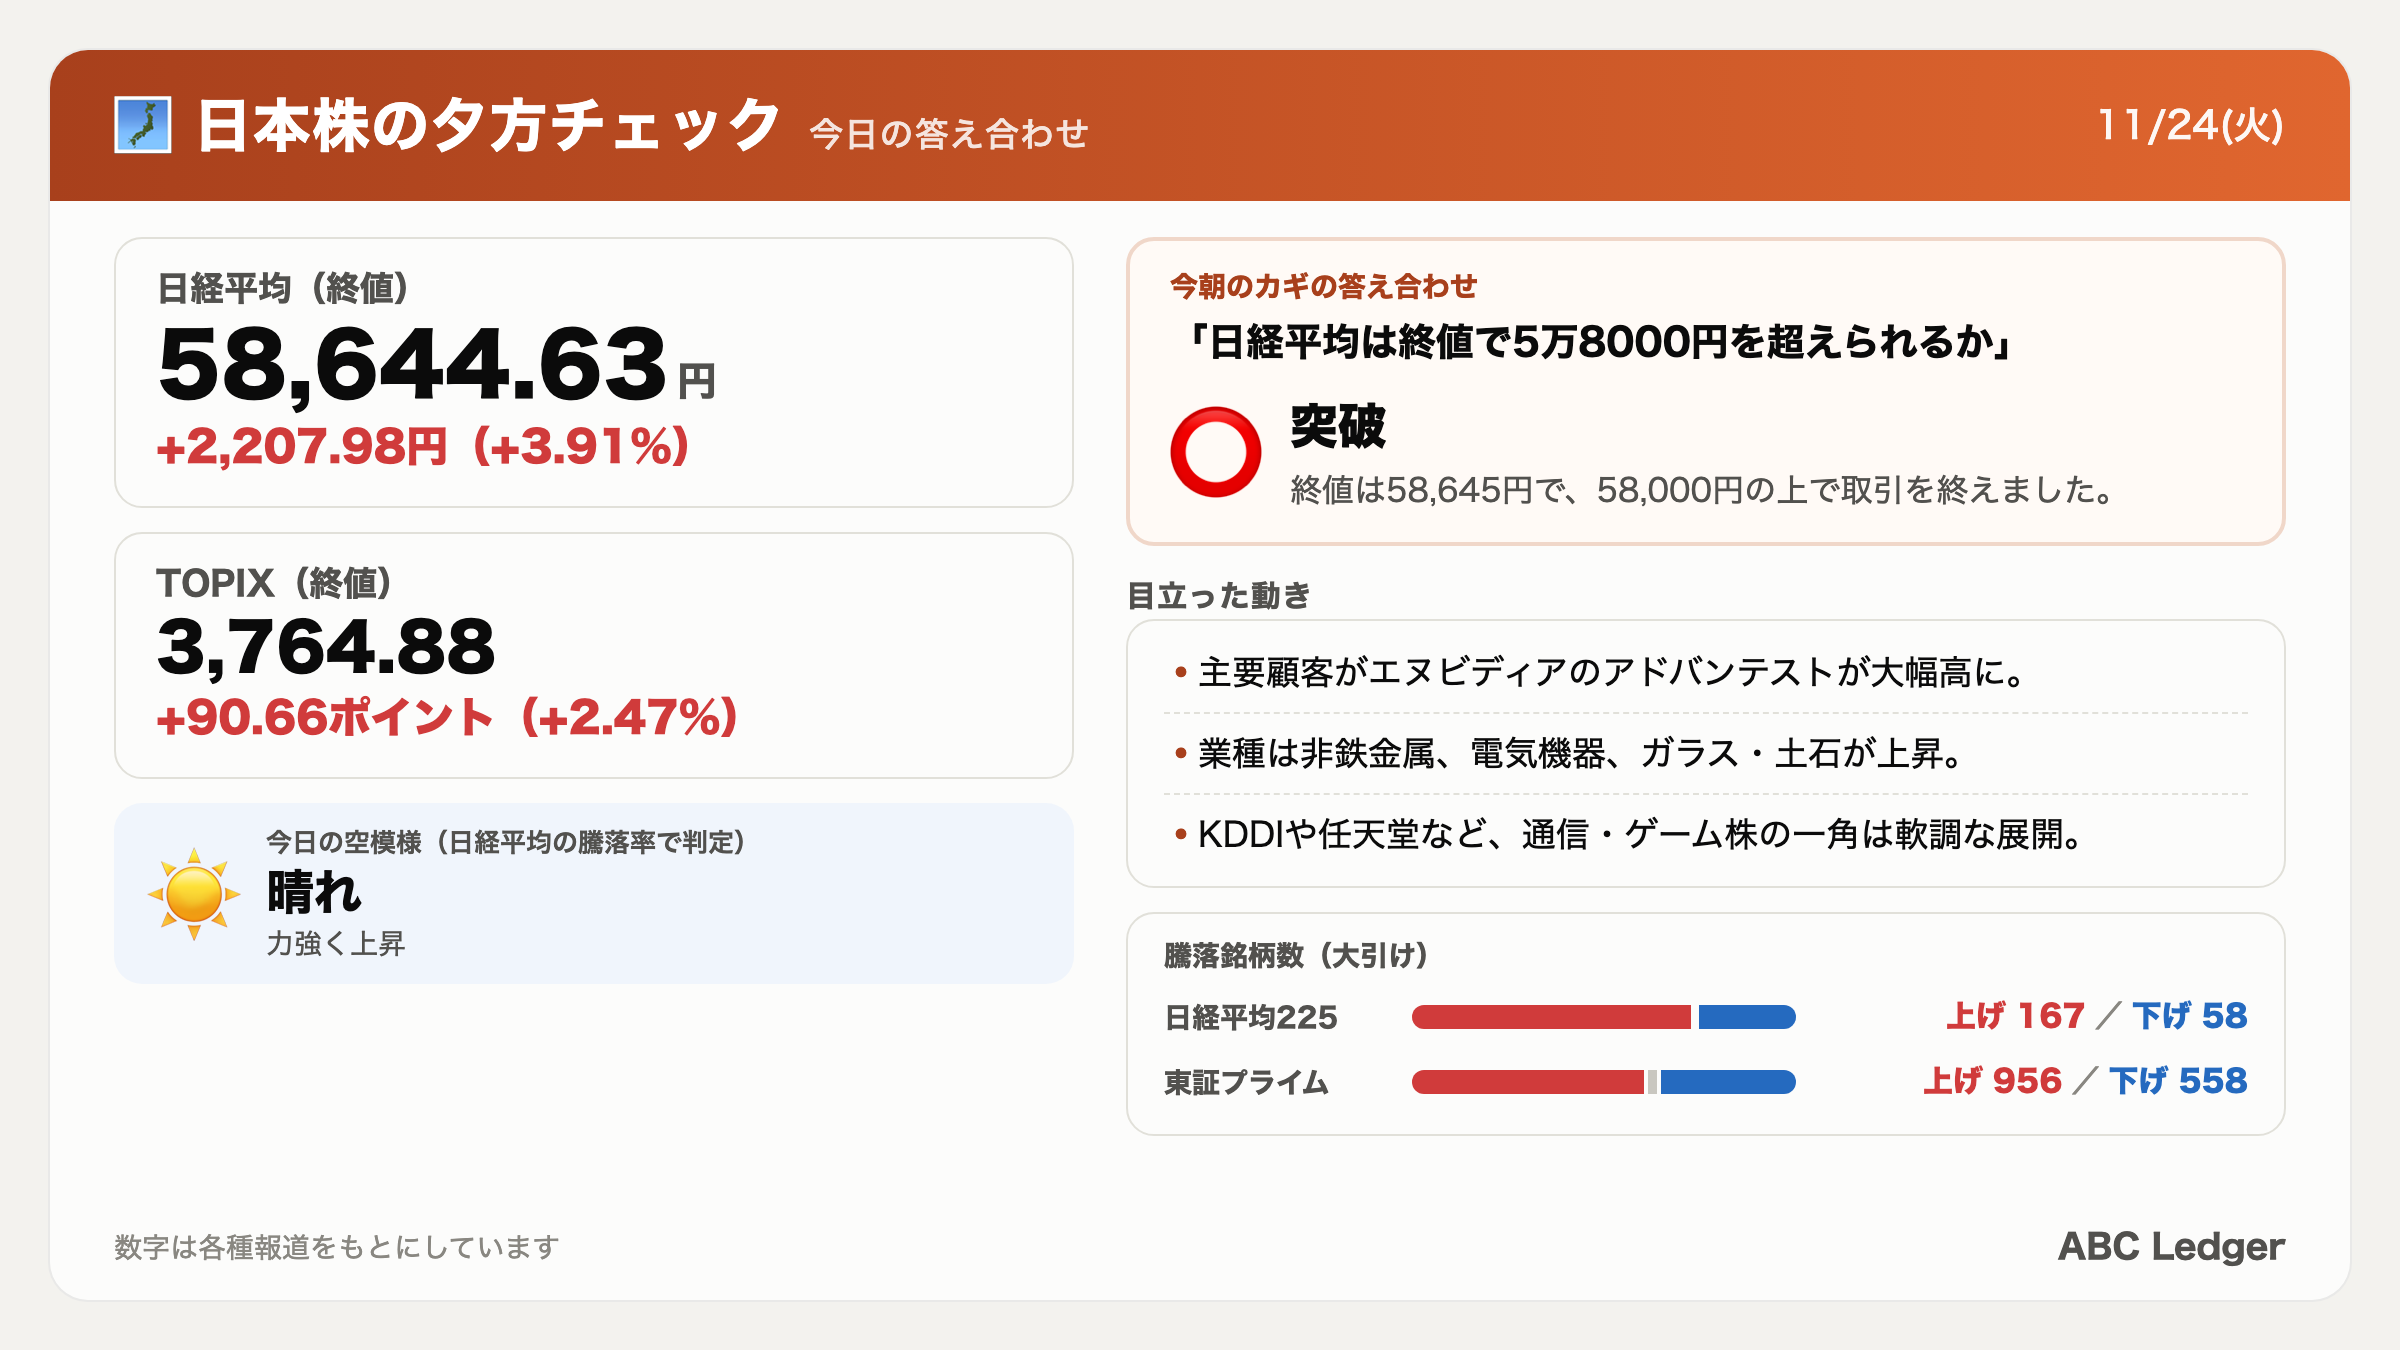 日本株の夕方チェック 今日の答え合わせ
11/24(火)
日経平均（終値）
58,644.63円
+2,207.98円（+3.91%）
TOPIX（終値）
3,764.88
+90.66ポイント（+2.47%）
今日の空模様（日経平均の騰落率で判定）
晴れ
力強く上昇
今朝のカギの答え合わせ
「日経平均は終値で5万8000円を超えられるか」
突破
終値は58,645円で、58,000円の上で取引を終えました。
目立った動き
• 主要顧客がエヌビディアのアドバンテストが大幅高に。
• 業種は非鉄金属、電気機器、ガラス・土石が上昇。
• KDDIや任天堂など、通信・ゲーム株の一角は軟調な展開。
騰落銘柄数（大引け）
日経平均225 上げ 167 ／ 下げ 58
東証プライム 上げ 956 ／ 下げ 558
数字は各種報道をもとにしています
ABC Ledger